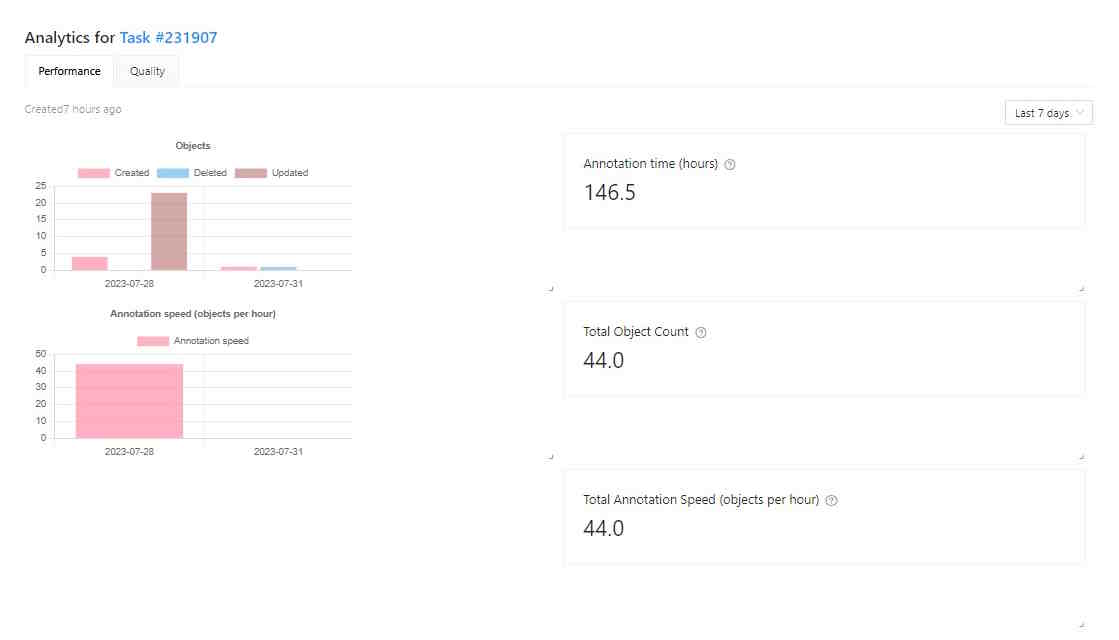 Analytics for Task #231907
Performance Quality
Created7 hours ago
Last 7 days
Objects
Created Deleted Updated
25
20
15
10
5
0
2023-07-28 2023-07-31
Annotation speed (objects per hour)
Annotation speed
50
40
30
20
10
0
2023-07-28 2023-07-31
Annotation time (hours) ?
146.5
Total Object Count ?
44.0
Total Annotation Speed (objects per hour) ?
44.0